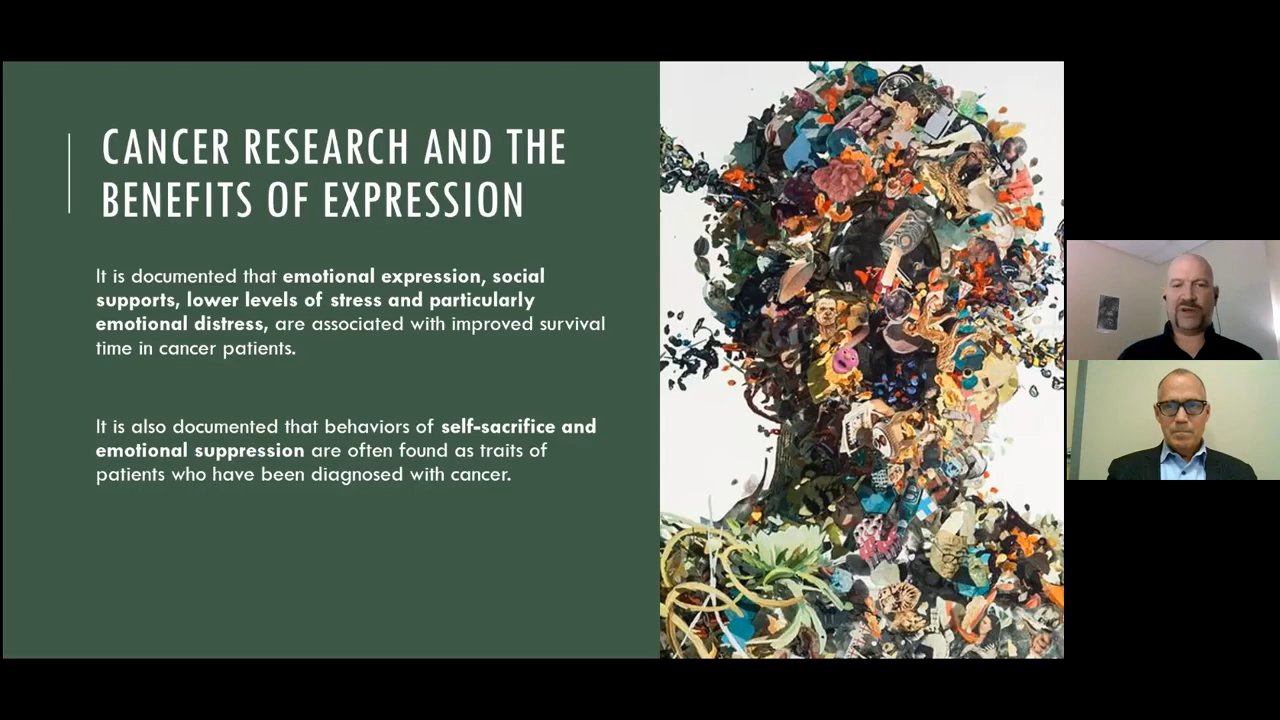 CANCER RESEARCH AND THE
BENEFITS OF EXPRESSION
It is documented that emotional expression, social
supports, lower levels of stress and particularly
emotional distress, are associated with improved survival
time in cancer patients.
It is also documented that behaviors of self-sacrifice and
emotional suppression are often found as traits of
patients who have been diagnosed with cancer.